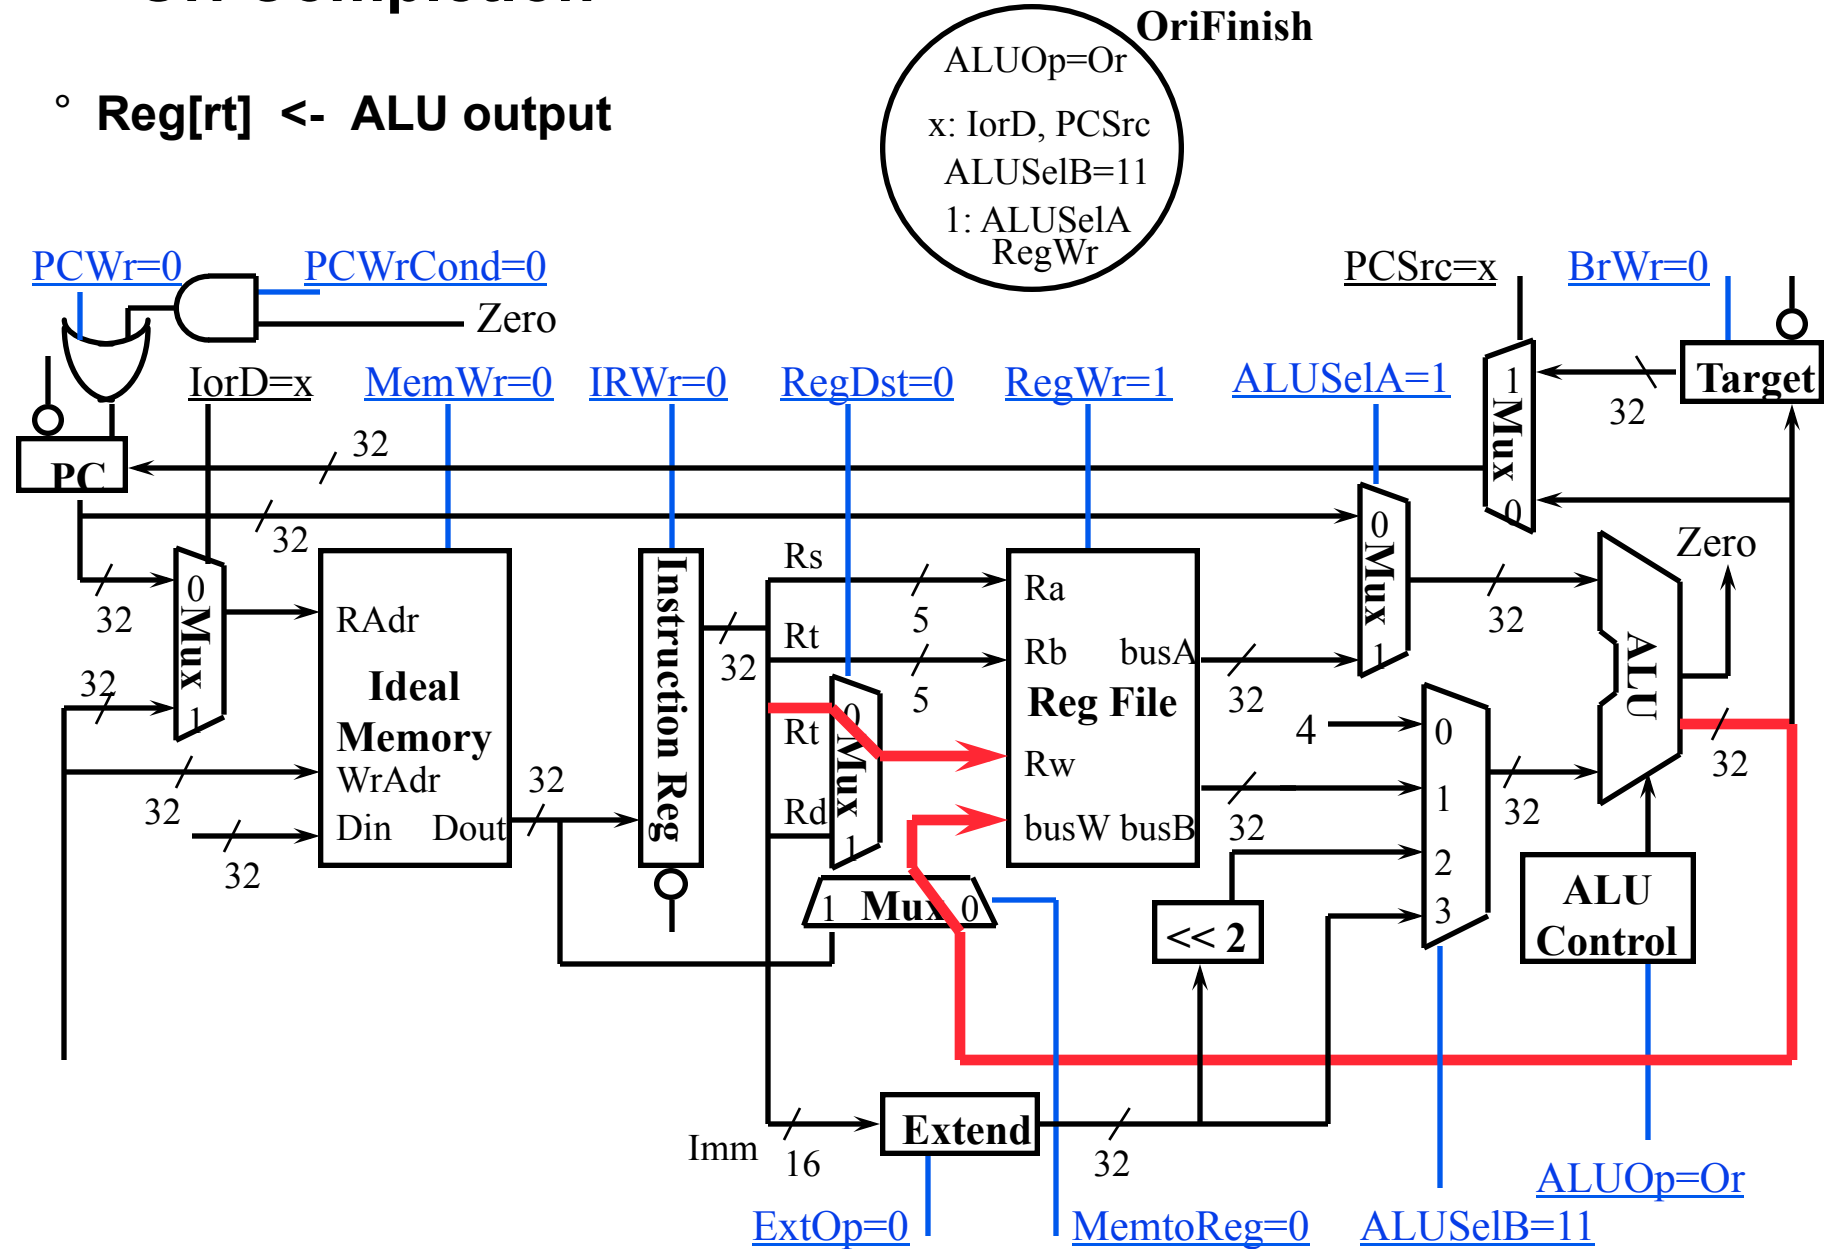 OriFinish
ALUOp=Or
° Reg[rt] <- ALU output
x: IorD, PCSrc
ALUSelB=11
1: ALUSelA
RegWr
PCWr=0 PCWrCond=0 PCSrc=x BrWr=0
Zero
IorD=x MemWr=0 IRWr=0 RegDst=0 RegWr=1 ALUSelA=1
1 Mux 0
32
Target
32
PC
32
0 Mux 1
Zero
0 Mux 1
32
32
RAdr
Ideal
Memory
WrAdr
Din Dout
32
32
32
Instruction Reg
32
32
Rs
5
Rt
5
Rt
Rd
0 Mux 1
Ra
Rb busA
Reg File
Rw
busW busB
32
32
32
4
0
1
2
3
32
ALU
32
1 Mux 0
<< 2
ALU
Control
Imm 16
Extend
32
ALUOp=Or
ExtOp=0 MemtoReg=0 ALUSelB=11